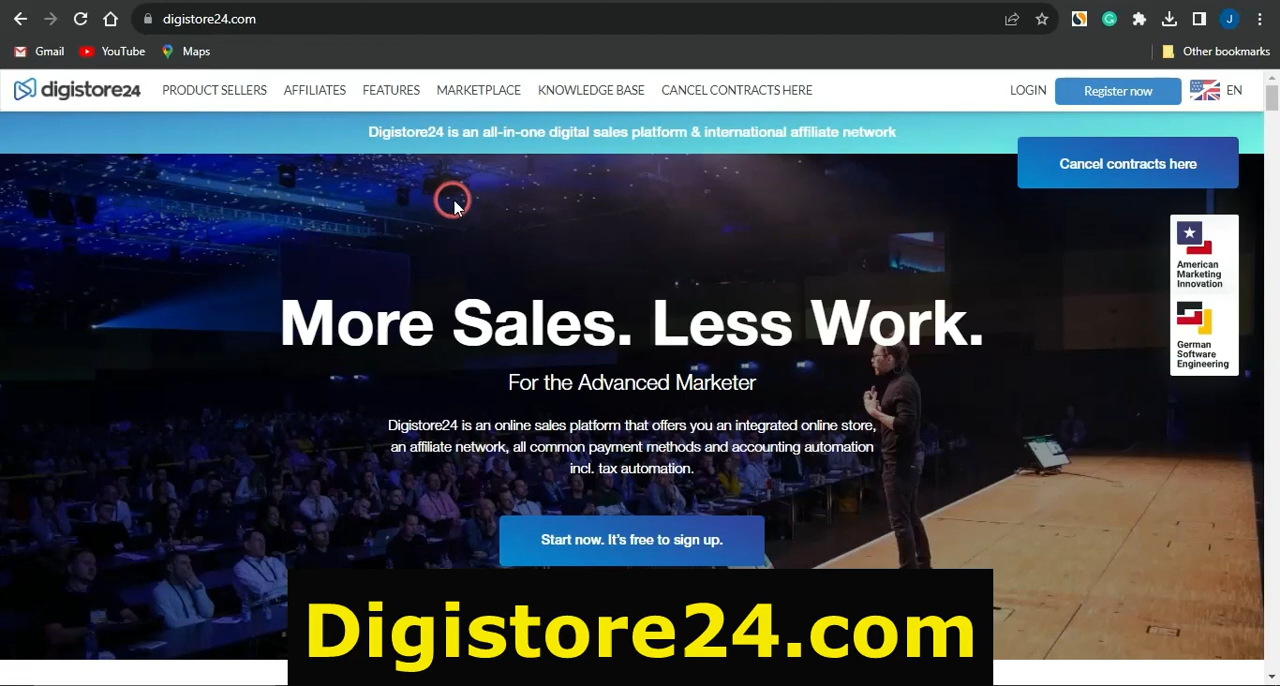 digistore24.com
J
Gmail
YouTube
Maps
Other bookmarks
digistore24
PRODUCT SELLERS
AFFILIATES
FEATURES
MARKETPLACE
KNOWLEDGE BASE
CANCEL CONTRACTS HERE
LOGIN
Register now
EN
Digistore24 is an all-in-one digital sales platform & international affiliate network
Cancel contracts here
American
Marketing
Innovation
German
Software
Engineering
More Sales. Less Work.
For the Advanced Marketer
Digistore24 is an online sales platform that offers you an integrated online store,
an affiliate network, all common payment methods and accounting automation
incl. tax automation.
Start now. It's free to sign up.
Digistore24.com